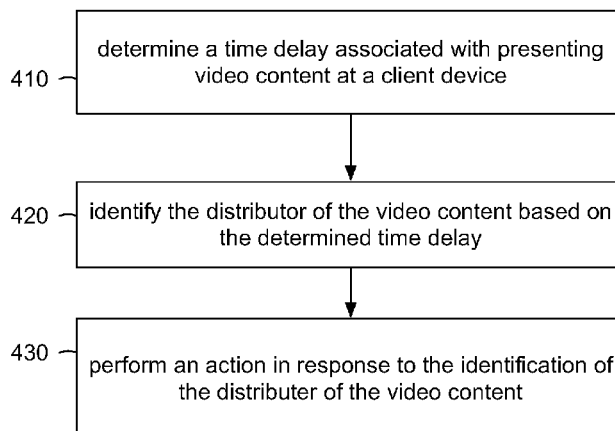 410
determine a time delay associated with presenting
video content at a client device
420
identify the distributor of the video content based on
the determined time delay
430
perform an action in response to the identification of
the distributer of the video content